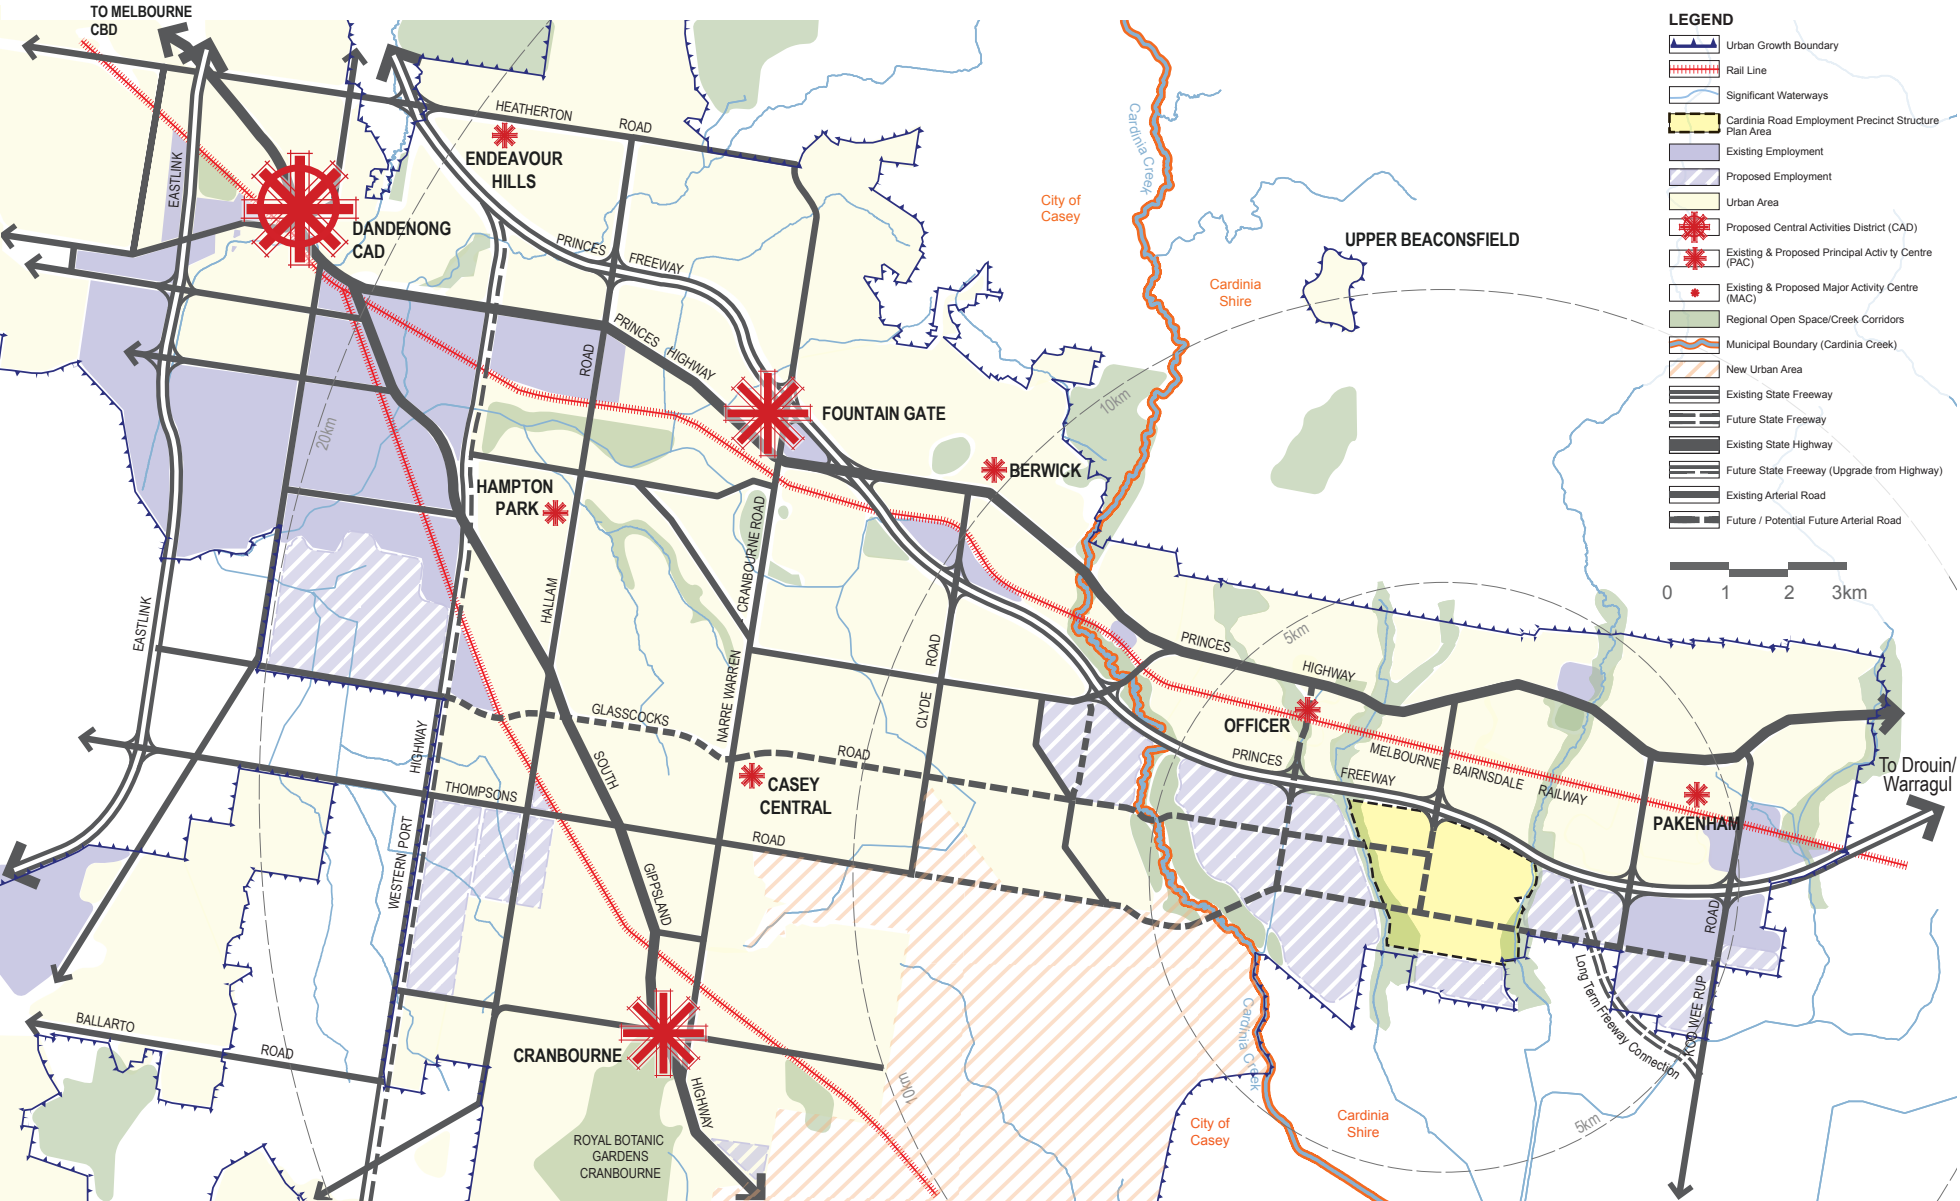 TO MELBOURNE
CBD
HEATHERTON
ROAD
ENDEAVOUR
HILLS
EASTLINK
DANDENONG
CAD
PRINCES
FREEWAY
City of
Casey
Cardinia Creek
Cardinia
Shire
UPPER BEACONSFIELD
PRINCES
HIGHWAY
ROAD
20km
10km
FOUNTAIN GATE
BERWICK
HAMPTON
PARK
CRANBOURNE ROAD
HALLAM
EASTLINK
NARRE WARREN
ROAD
CLYDE
PRINCES
HIGHWAY
5km
OFFICER
PRINCES
FREEWAY
MELBOURNE - BAIRNSDALE
RAILWAY
PAKENHAM
To Drouin/
Warragul
GLASSCOCKS
ROAD
HIGHWAY
SOUTH
THOMPSONS
ROAD
CASEY
CENTRAL
WESTERN PORT
GIPPSLAND
ROAD
KOO WEE RUP
Long Term Freeway Connection
BALLARTO
ROAD
CRANBOURNE
HIGHWAY
10km
Cardinia Creek
ROYAL BOTANIC
GARDENS
CRANBOURNE
City of
Casey
Cardinia
Shire
5km
LEGEND
Urban Growth Boundary
Rail Line
Significant Waterways
Cardinia Road Employment Precinct Structure
Plan Area
Existing Employment
Proposed Employment
Urban Area
Proposed Central Activities District (CAD)
Existing & Proposed Principal Activ ty Centre
(PAC)
Existing & Proposed Major Activity Centre
(MAC)
Regional Open Space/Creek Corridors
Municipal Boundary (Cardinia Creek)
New Urban Area
Existing State Freeway
Future State Freeway
Existing State Highway
Future State Freeway (Upgrade from Highway)
Existing Arterial Road
Future / Potential Future Arterial Road
0 1 2 3km